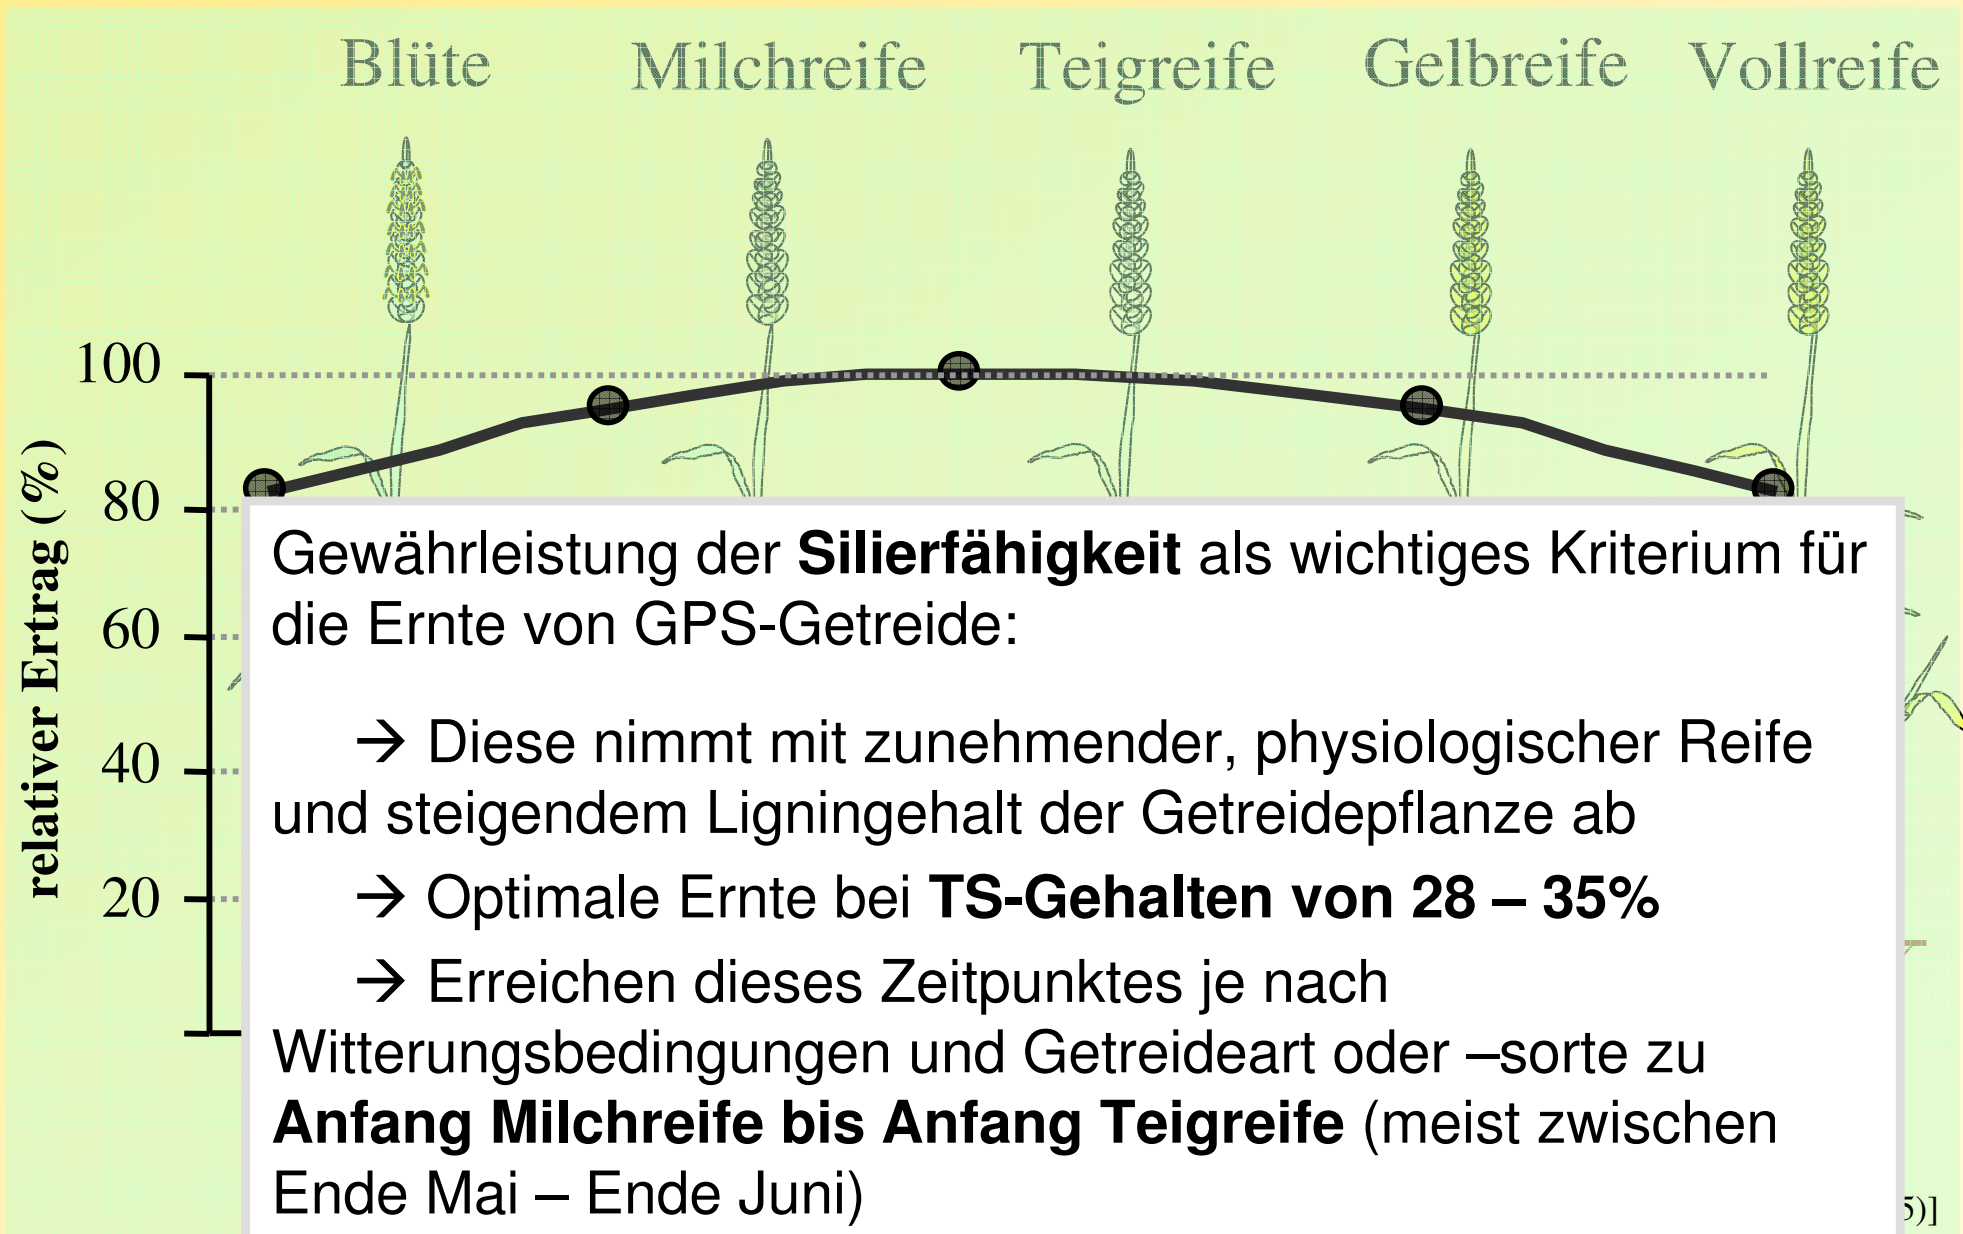 Blüte Milchreife Teigreife Gelbreife Vollreife
relativer Ertrag (%)
100
80
60
40
20
Gewährleistung der Silierfähigkeit als wichtiges Kriterium für
die Ernte von GPS-Getreide:
→ Diese nimmt mit zunehmender, physiologischer Reife
und steigendem Ligningehalt der Getreidepflanze ab
→ Optimale Ernte bei TS-Gehalten von 28 – 35%
→ Erreichen dieses Zeitpunktes je nach
Witterungsbedingungen und Getreideart oder –sorte zu
Anfang Milchreife bis Anfang Teigreife (meist zwischen
Ende Mai – Ende Juni)
5)]